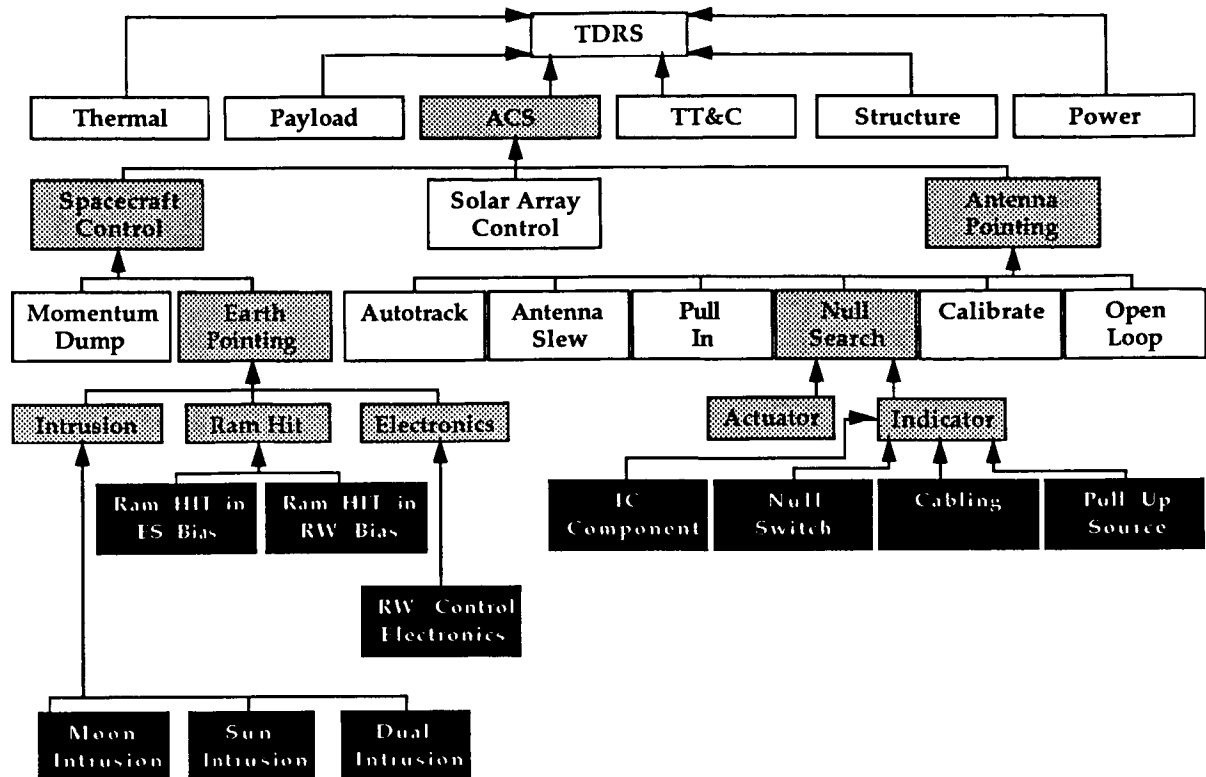 TDRS
Thermal
Payload
ACS
TT&C
Structure
Power
Spacecraft
Control
Solar Array
Control
Antenna
Pointing
Momentum
Dump
Earth
Pointing
Autotrack
Antenna
Slew
Pull
In
Null
Search
Calibrate
Open
Loop
Intrusion
Ram Hit
Electronics
Actuator
Indicator
Ram HIT in
ES Bias
Ram HIT in
RW Bias
IC
Component
Null
Switch
Cabling
Pull Up
Source
RW Control
Electronics
Moon
Intrusion
Sun
Intrusion
Dual
Intrusion